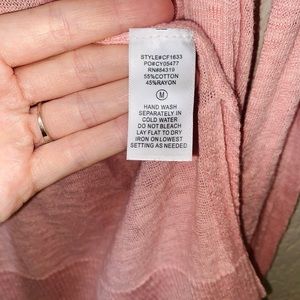 STYLE#CF1633
PO#CY05477
RN#84319
55%COTTON
45%RAYON
M
HAND WASH
SEPARATELY IN
COLD WATER
DO NOT BLEACH
LAY FLAT TO DRY
IRON ON LOWEST
SETTING AS NEEDED